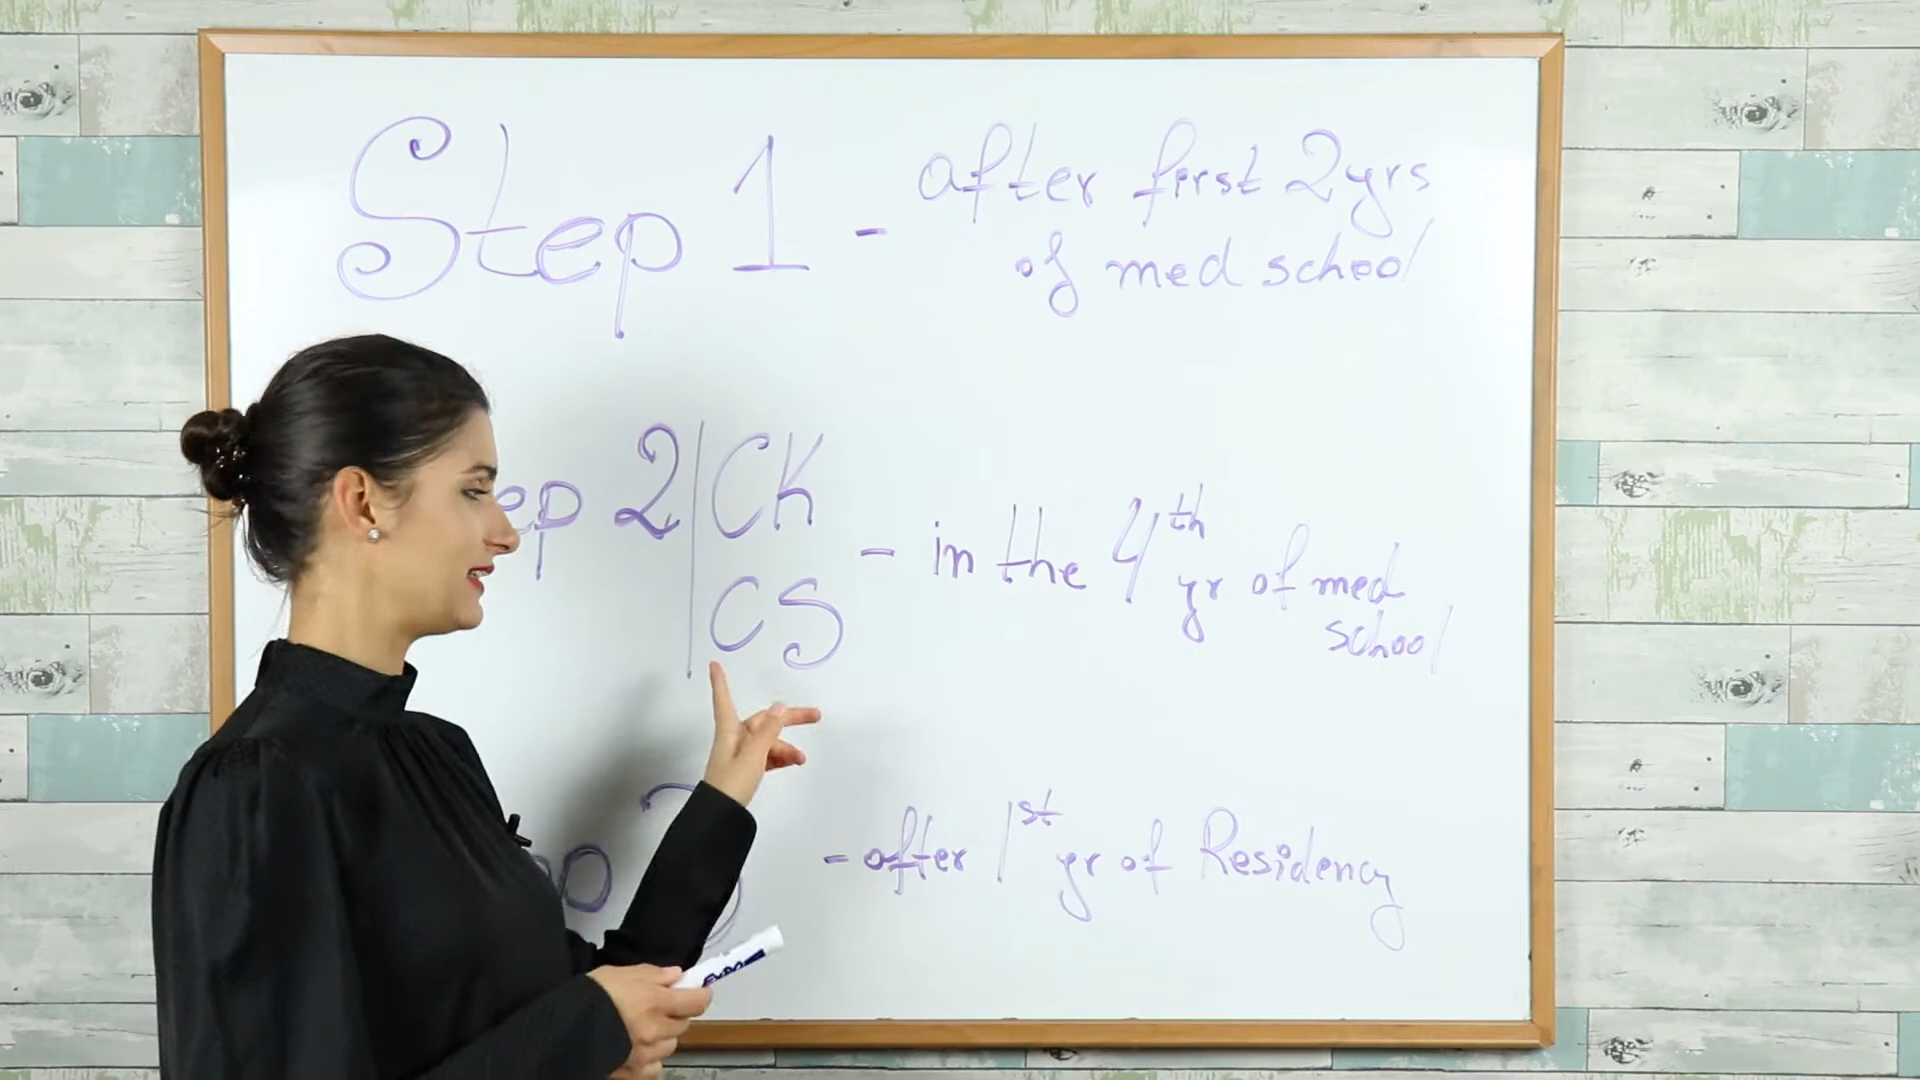 Step 1 - after first 2yrs
of med school
ep 2 CK
CS
- in the 4th yr of med
school
- after 1st yr of Residency
EXPO